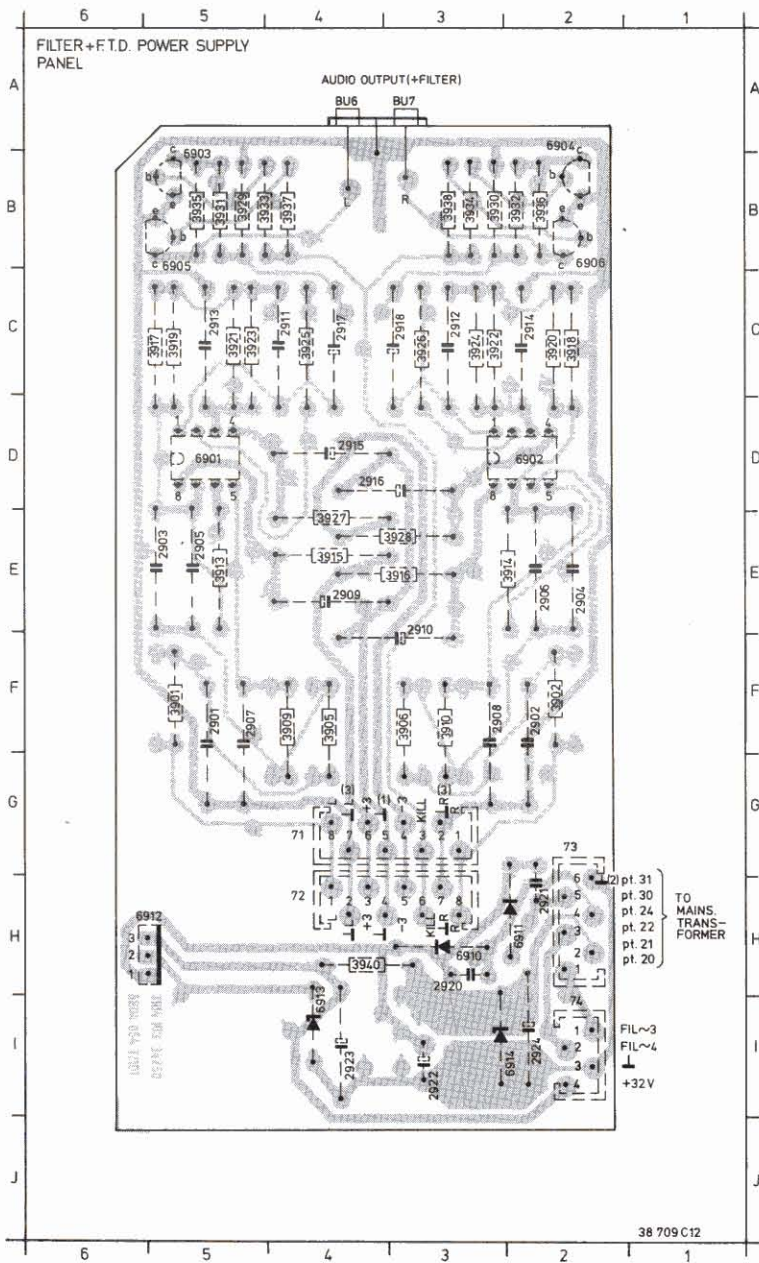 6 5 4 3 2 1
FILTER+F.T.D. POWER SUPPLY
PANEL
A A
AUDIO OUTPUT(+FILTER)
BU6 BU7
c 6903 6904 c
b b
B B
3935 3931 3929 3933 3937 L R 3938 3934 3930 3932 3936
e e
e e
b b
c 6905 c 6906
C C
3917 3919 2913 3921 3923 2911 3925 2917 2918 3926 2912 3924 3922 2914 3920 3918
1 4 1 4
D D
6901 2915 6902
2916
8 5 8 5
3927
3928
E E
2903 2905 3913 3915 3916 3914 2906 2904
2909
2910
F F
3901 2901 2907 3909 3905 3906 3910 2908 2902 3902
G G
L (3) +3 (1) -3 KILL R (3) R
71 8 7 6 5 4 3 2 1
73
72 1 2 3 4 5 6 7 8
L +3 -3 KILL R R
H H
6 (2) pt. 31
5 pt. 30
4 pt. 24
3 pt. 22
2 pt. 21
1 pt. 20
TO
MAINS.
TRANS-
FORMER
2921
6911
6912
3
2
1
6910
3940
2920
74
I I
6913 2923 2922 6914 2924
1 FIL~3
2 FIL~4
3
4 +32V
J J
38 709 C12
6 5 4 3 2 1